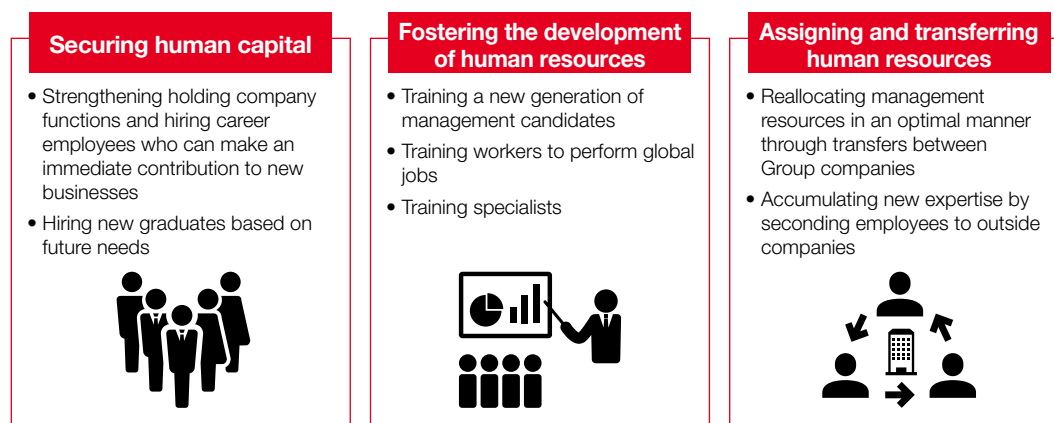 Securing human capital
• Strengthening holding company
functions and hiring career
employees who can make an
immediate contribution to new
businesses
• Hiring new graduates based on
future needs
Fostering the development
of human resources
• Training a new generation of
management candidates
• Training workers to perform global
jobs
• Training specialists
Assigning and transferring
human resources
• Reallocating management
resources in an optimal manner
through transfers between
Group companies
• Accumulating new expertise by
seconding employees to outside
companies